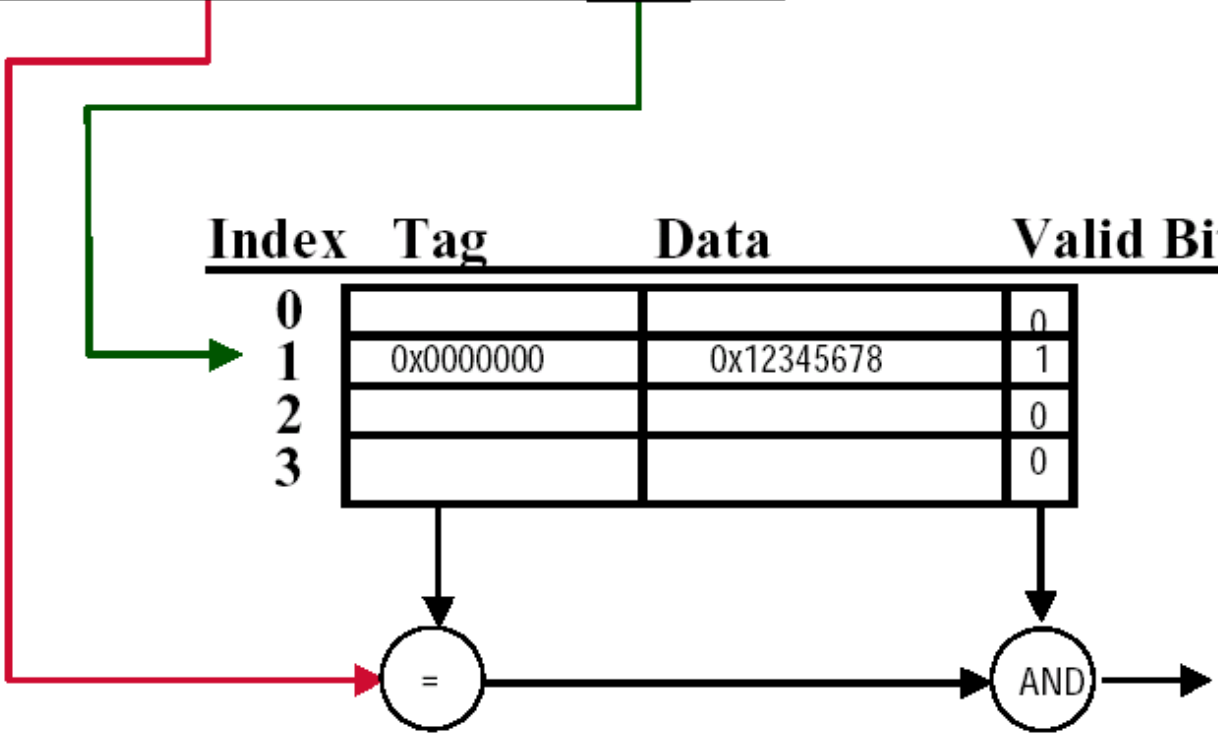 Index Tag Data Valid Bi
0 0
1 0x0000000 0x12345678 1
2 0
3 0
= AND